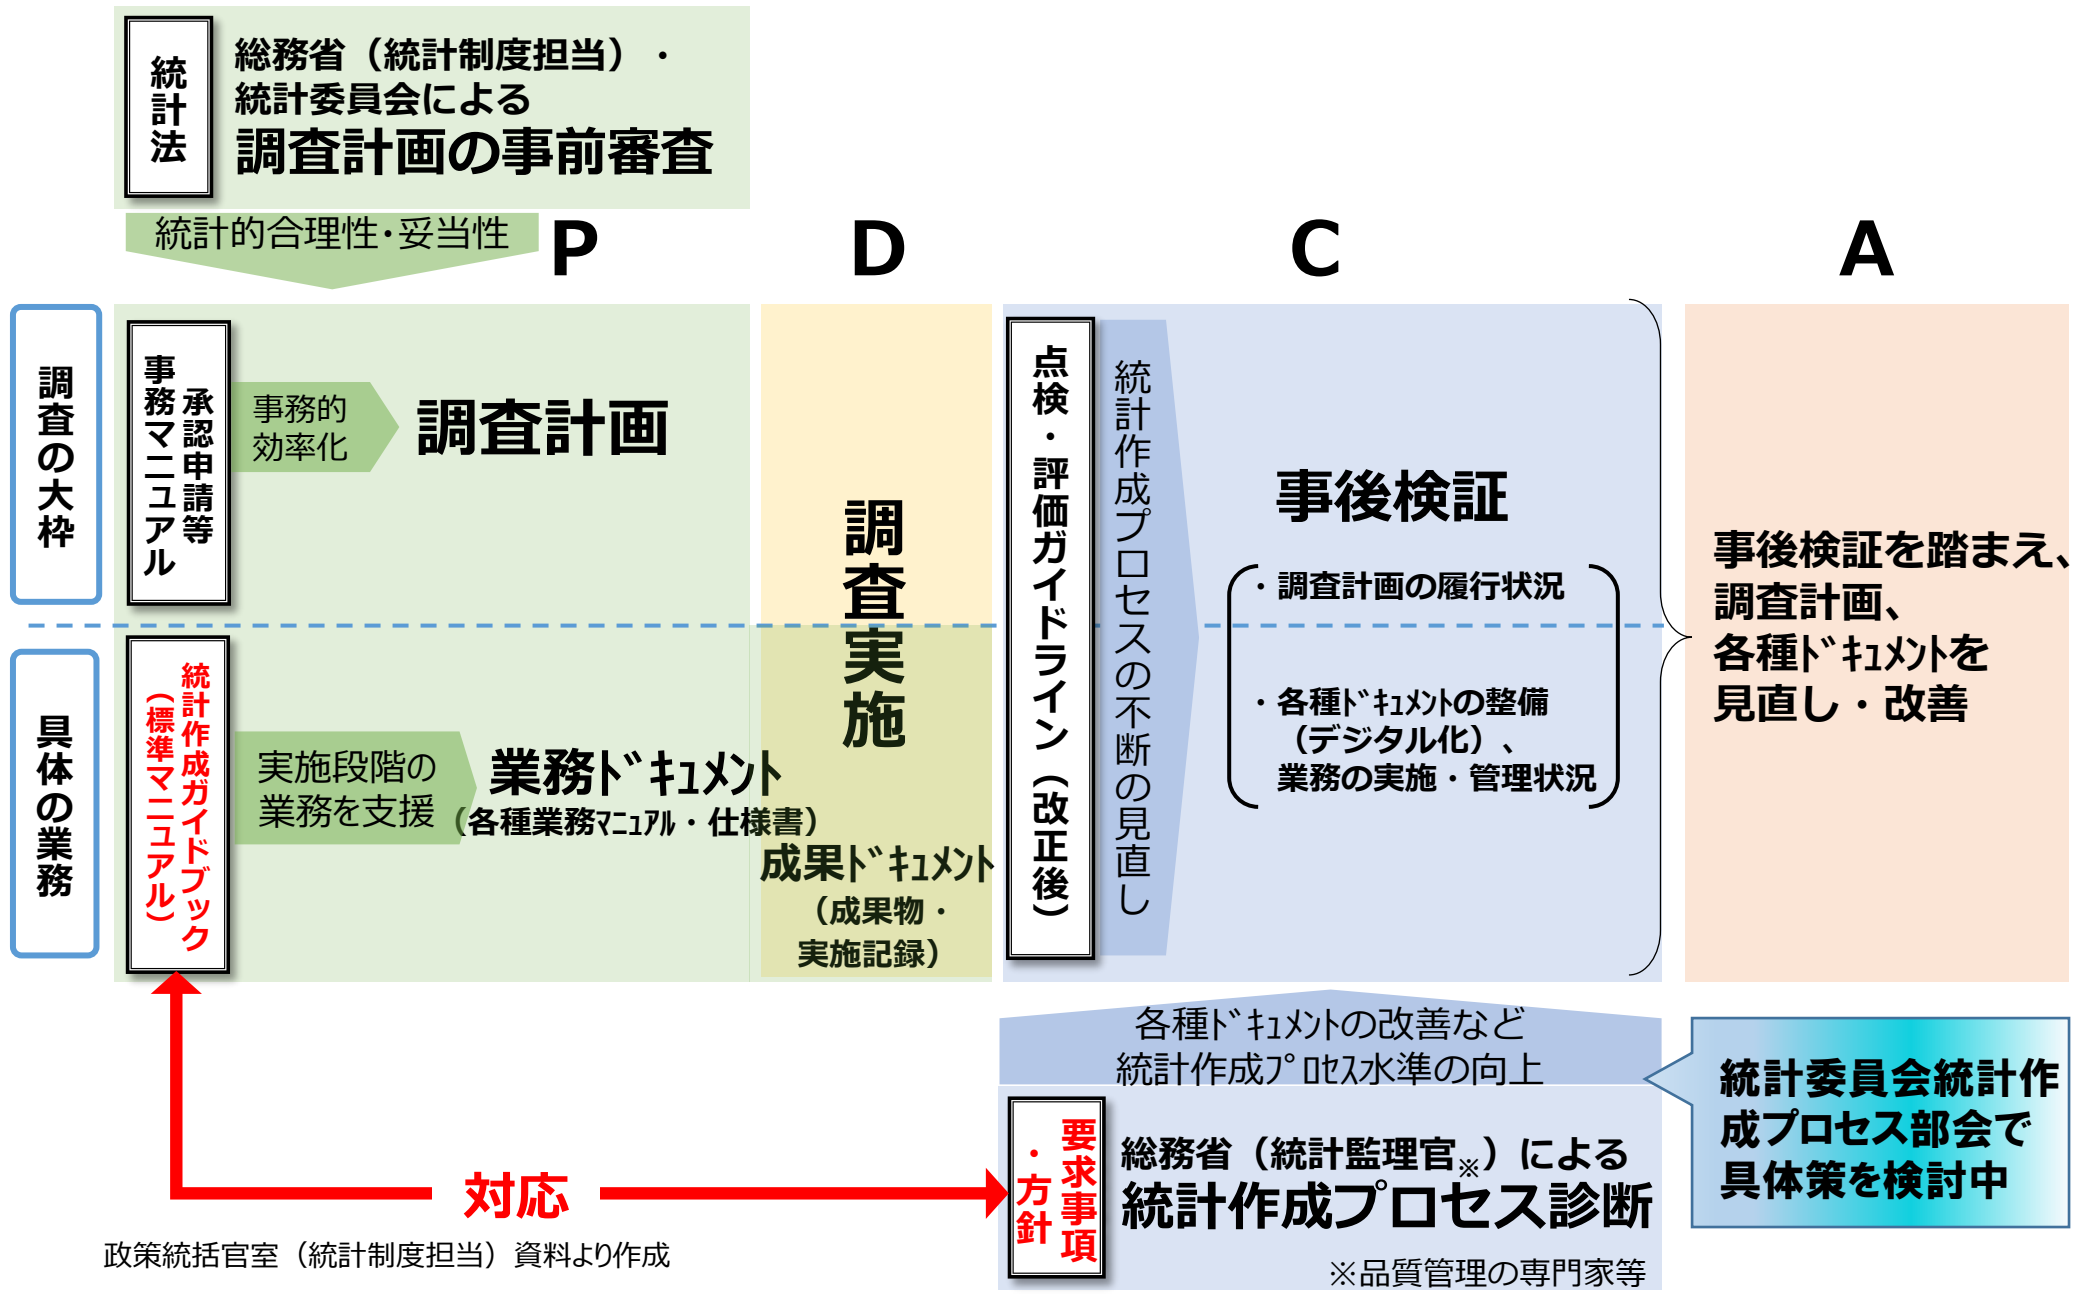 統計法
総務省（統計制度担当）・
統計委員会による
調査計画の事前審査
統計的合理性・妥当性
P
D
C
A
調査の大枠
承認申請等
事務マニュアル
事務的
効率化
調査計画
具体の業務
統計作成ガイドブック
（標準マニュアル）
実施段階の
業務を支援
業務ﾄﾞｷｭﾒﾝﾄ
（各種業務ﾏﾆｭｱﾙ・仕様書）
調査実施
成果ﾄﾞｷｭﾒﾝﾄ
（成果物・
実施記録）
点検・評価ガイドライン（改正後）
統計作成プロセスの不断の見直し
事後検証
・調査計画の履行状況
・各種ﾄﾞｷｭﾒﾝﾄの整備
（デジタル化）、
業務の実施・管理状況
事後検証を踏まえ、
調査計画、
各種ﾄﾞｷｭﾒﾝﾄを
見直し・改善
各種ﾄﾞｷｭﾒﾝﾄの改善など
統計作成ﾌﾟﾛｾｽ水準の向上
要求事項
・方針
総務省（統計監理官※）による
統計作成プロセス診断
※品質管理の専門家等
統計委員会統計作
成プロセス部会で
具体策を検討中
対応
政策統括官室（統計制度担当）資料より作成